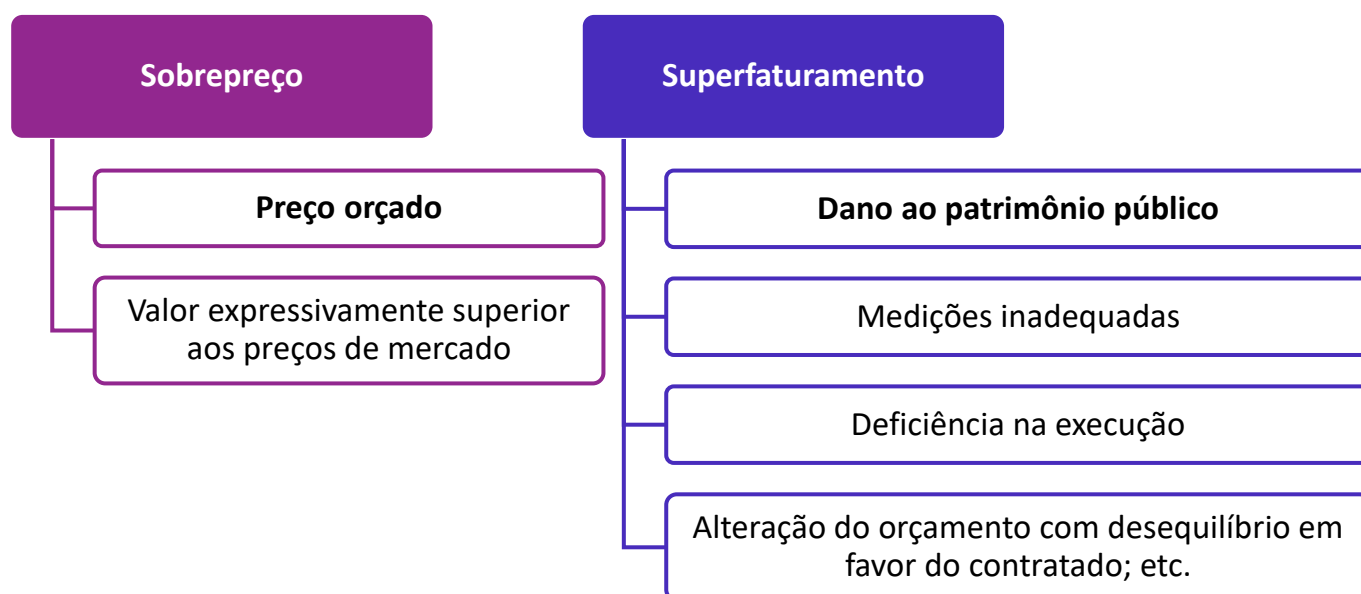 Sobrepreço
Preço orçado
Valor expressivamente superior
aos preços de mercado
Superfaturamento
Dano ao patrimônio público
Medições inadequadas
Deficiência na execução
Alteração do orçamento com desequilíbrio em
favor do contratado; etc.